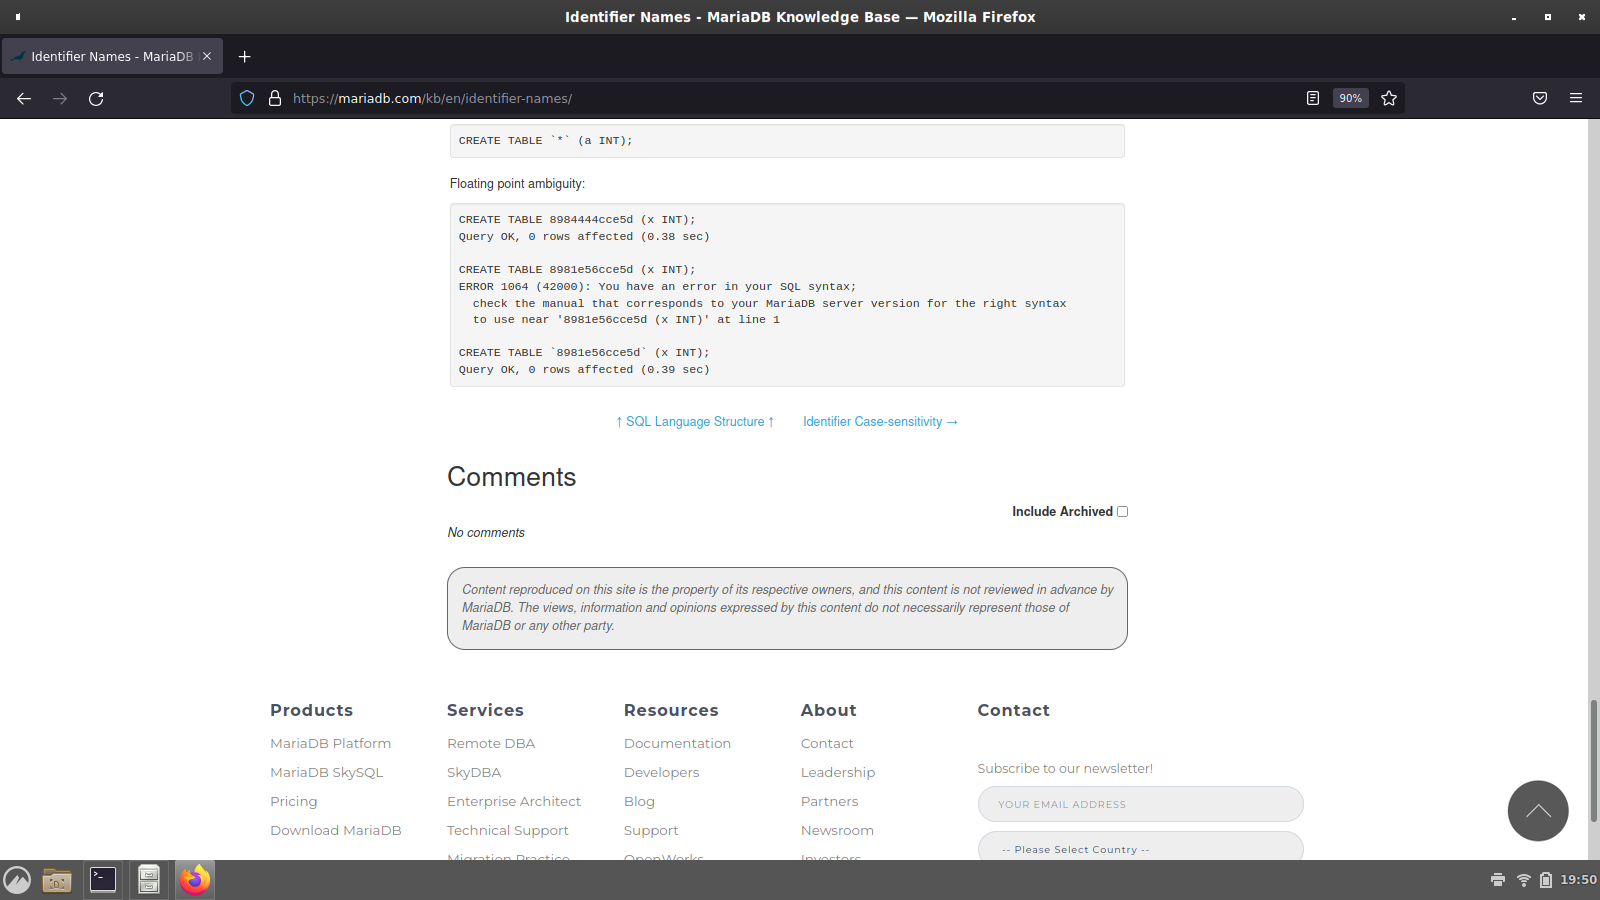 Identifier Names - MariaDB Knowledge Base — Mozilla Firefox
Identifier Names - MariaDB
https://mariadb.com/kb/en/identifier-names/
90%
CREATE TABLE `*` (a INT);
Floating point ambiguity:
CREATE TABLE 8984444cce5d (x INT);
Query OK, 0 rows affected (0.38 sec)
CREATE TABLE 8981e56cce5d (x INT);
ERROR 1064 (42000): You have an error in your SQL syntax;
check the manual that corresponds to your MariaDB server version for the right syntax
to use near '8981e56cce5d (x INT)' at line 1
CREATE TABLE `8981e56cce5d` (x INT);
Query OK, 0 rows affected (0.39 sec)
↑ SQL Language Structure ↑ Identifier Case-sensitivity →
Comments
Include Archived
No comments
Content reproduced on this site is the property of its respective owners, and this content is not reviewed in advance by
MariaDB. The views, information and opinions expressed by this content do not necessarily represent those of
MariaDB or any other party.
Products
MariaDB Platform
MariaDB SkySQL
Pricing
Download MariaDB
Services
Remote DBA
SkyDBA
Enterprise Architect
Technical Support
Migration Practice
Resources
Documentation
Developers
Blog
Support
OpenWorks
About
Contact
Leadership
Partners
Newsroom
Investors
Contact
Subscribe to our newsletter!
YOUR EMAIL ADDRESS
-- Please Select Country --
19:50